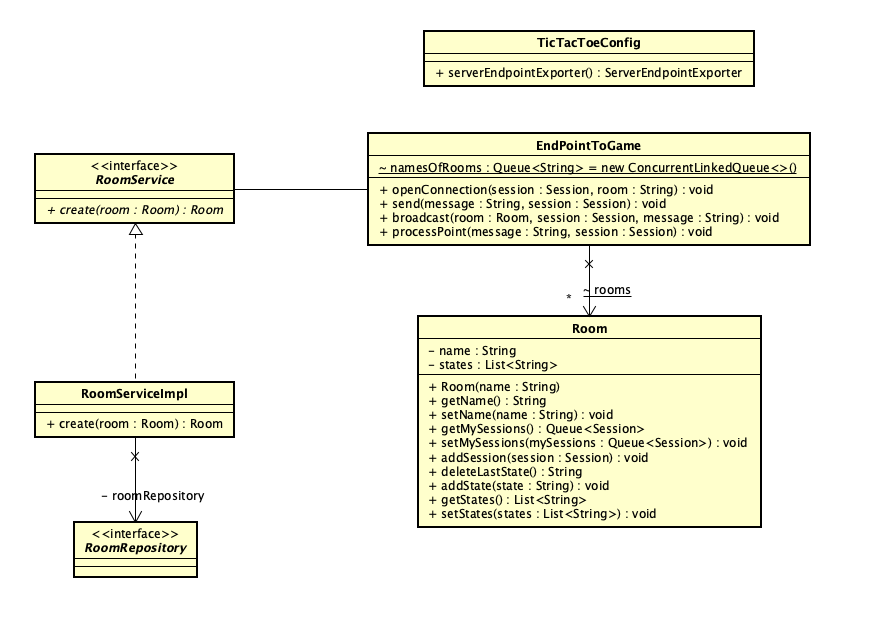 TicTacToeConfig
+ serverEndpointExporter() : ServerEndpointExporter
EndPointToGame
~ namesOfRooms : Queue<String> = new ConcurrentLinkedQueue<>()
+ openConnection(session : Session, room : String) : void
+ send(message : String, session : Session) : void
+ broadcast(room : Room, session : Session, message : String) : void
+ processPoint(message : String, session : Session) : void
<<interface>>
RoomService
+ create(room : Room) : Room
~ rooms
*
Room
- name : String
- states : List<String>
+ Room(name : String)
+ getName() : String
+ setName(name : String) : void
+ getMySessions() : Queue<Session>
+ setMySessions(mySessions : Queue<Session>) : void
+ addSession(session : Session) : void
+ deleteLastState() : String
+ addState(state : String) : void
+ getStates() : List<String>
+ setStates(states : List<String>) : void
RoomServiceImpl
+ create(room : Room) : Room
- roomRepository
<<interface>>
RoomRepository